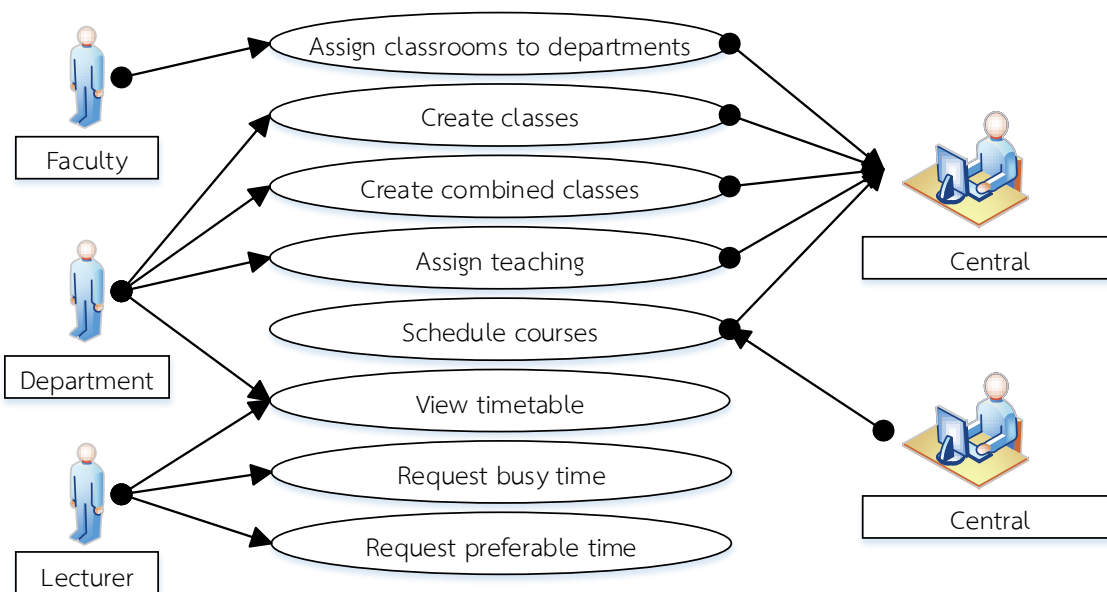 Assign classrooms to departments
Create classes
Faculty
Create combined classes
Assign teaching
Central
Schedule courses
Department
View timetable
Request busy time
Central
Request preferable time
Lecturer